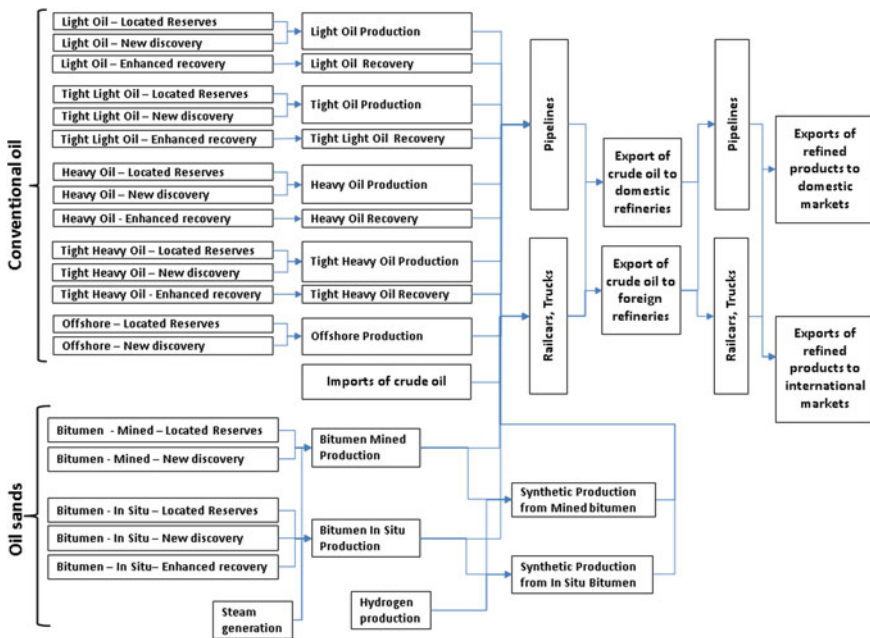 Conventional oil
Light Oil – Located Reserves
Light Oil – New discovery
Light Oil – Enhanced recovery
Light Oil Production
Light Oil Recovery
Tight Light Oil – Located Reserves
Tight Light Oil – New discovery
Tight Light Oil – Enhanced recovery
Tight Oil Production
Tight Light Oil Recovery
Heavy Oil – Located Reserves
Heavy Oil – New discovery
Heavy Oil - Enhanced recovery
Heavy Oil Production
Heavy Oil Recovery
Tight Heavy Oil – Located Reserves
Tight Heavy Oil – New discovery
Tight Heavy Oil - Enhanced recovery
Tight Heavy Oil Production
Tight Heavy Oil Recovery
Offshore – Located Reserves
Offshore – New discovery
Offshore Production
Imports of crude oil
Pipelines
Railcars, Trucks
Export of
crude oil to
domestic
refineries
Export of
crude oil to
foreign
refineries
Pipelines
Railcars, Trucks
Exports of
refined
products to
domestic
markets
Exports of
refined
products to
international
markets
Oil sands
Bitumen - Mined – Located Reserves
Bitumen - Mined – New discovery
Bitumen Mined
Production
Bitumen - In Situ – Located Reserves
Bitumen - In Situ – New discovery
Bitumen – In Situ– Enhanced recovery
Bitumen In Situ
Production
Steam
generation
Hydrogen
production
Synthetic Production
from Mined bitumen
Synthetic Production
from In Situ Bitumen